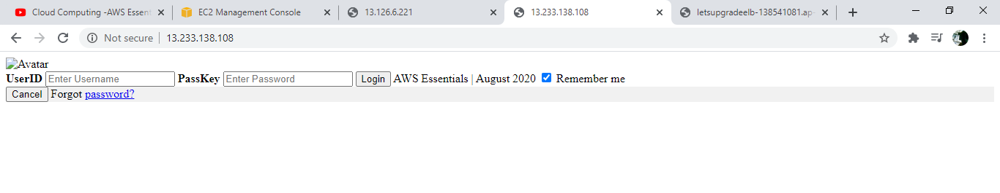 Cloud Computing -AWS Essent
EC2 Management Console
13.126.6.221
13.233.138.108
letsupgradeelb-138541081.ap-
Not secure
13.233.138.108
Avatar
UserID Enter Username PassKey Enter Password Login AWS Essentials | August 2020 Remember me
Cancel Forgot password?